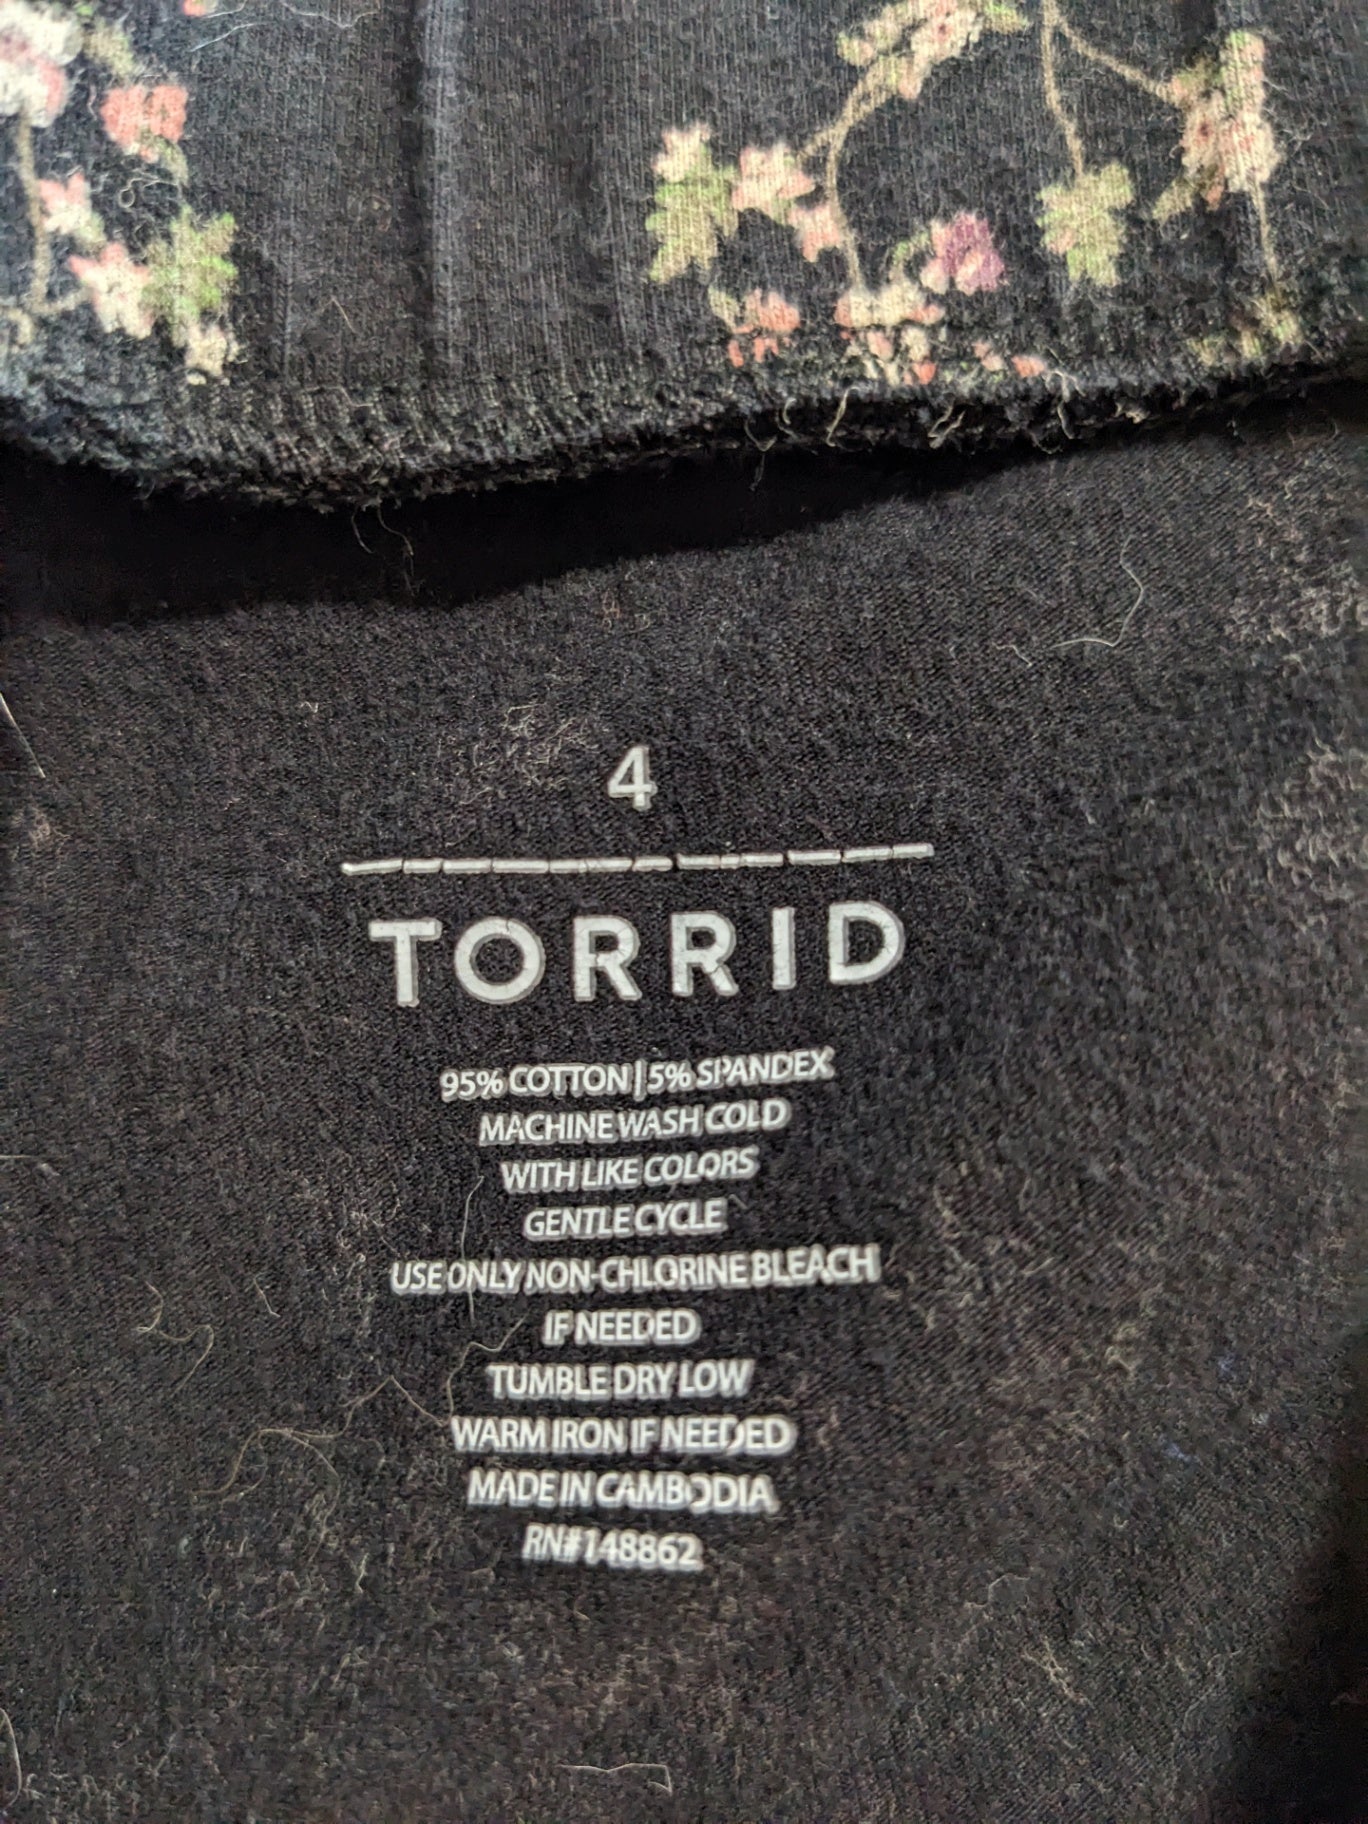 4
TORRID
95% COTTON | 5% SPANDEX
MACHINE WASH COLD
WITH LIKE COLORS
GENTLE CYCLE
USE ONLY NON-CHLORINE BLEACH
IF NEEDED
TUMBLE DRY LOW
WARM IRON IF NEEDED
MADE IN CAMBODIA
RN#148862